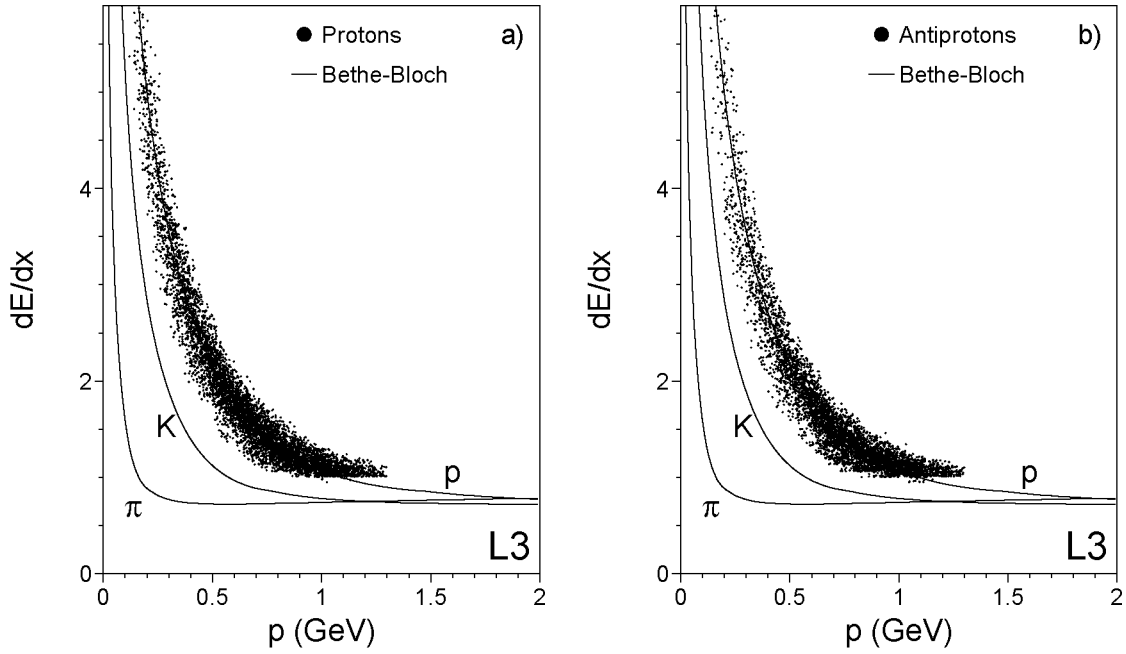 Protons a)
Bethe-Bloch
dE/dx
4
2
0
K
π
p
L3
0 0.5 1 1.5 2
p (GeV)
Antiprotons b)
Bethe-Bloch
dE/dx
4
2
0
K
π
p
L3
0 0.5 1 1.5 2
p (GeV)